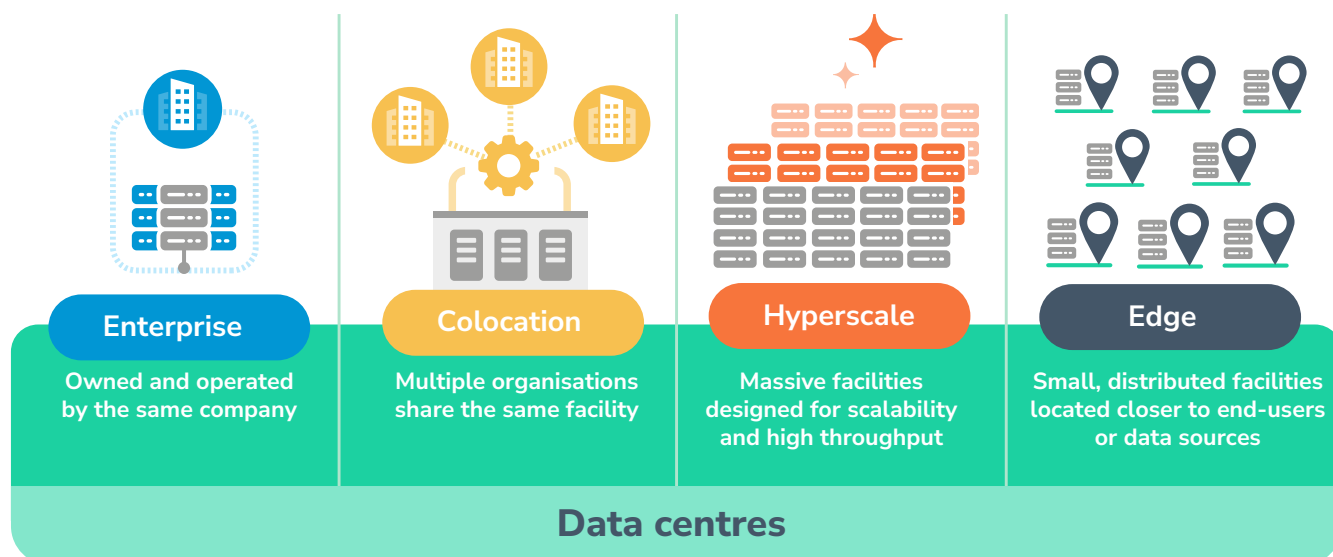 Enterprise
Owned and operated
by the same company
Colocation
Multiple organisations
share the same facility
Hyperscale
Massive facilities
designed for scalability
and high throughput
Edge
Small, distributed facilities
located closer to end-users
or data sources
Data centres